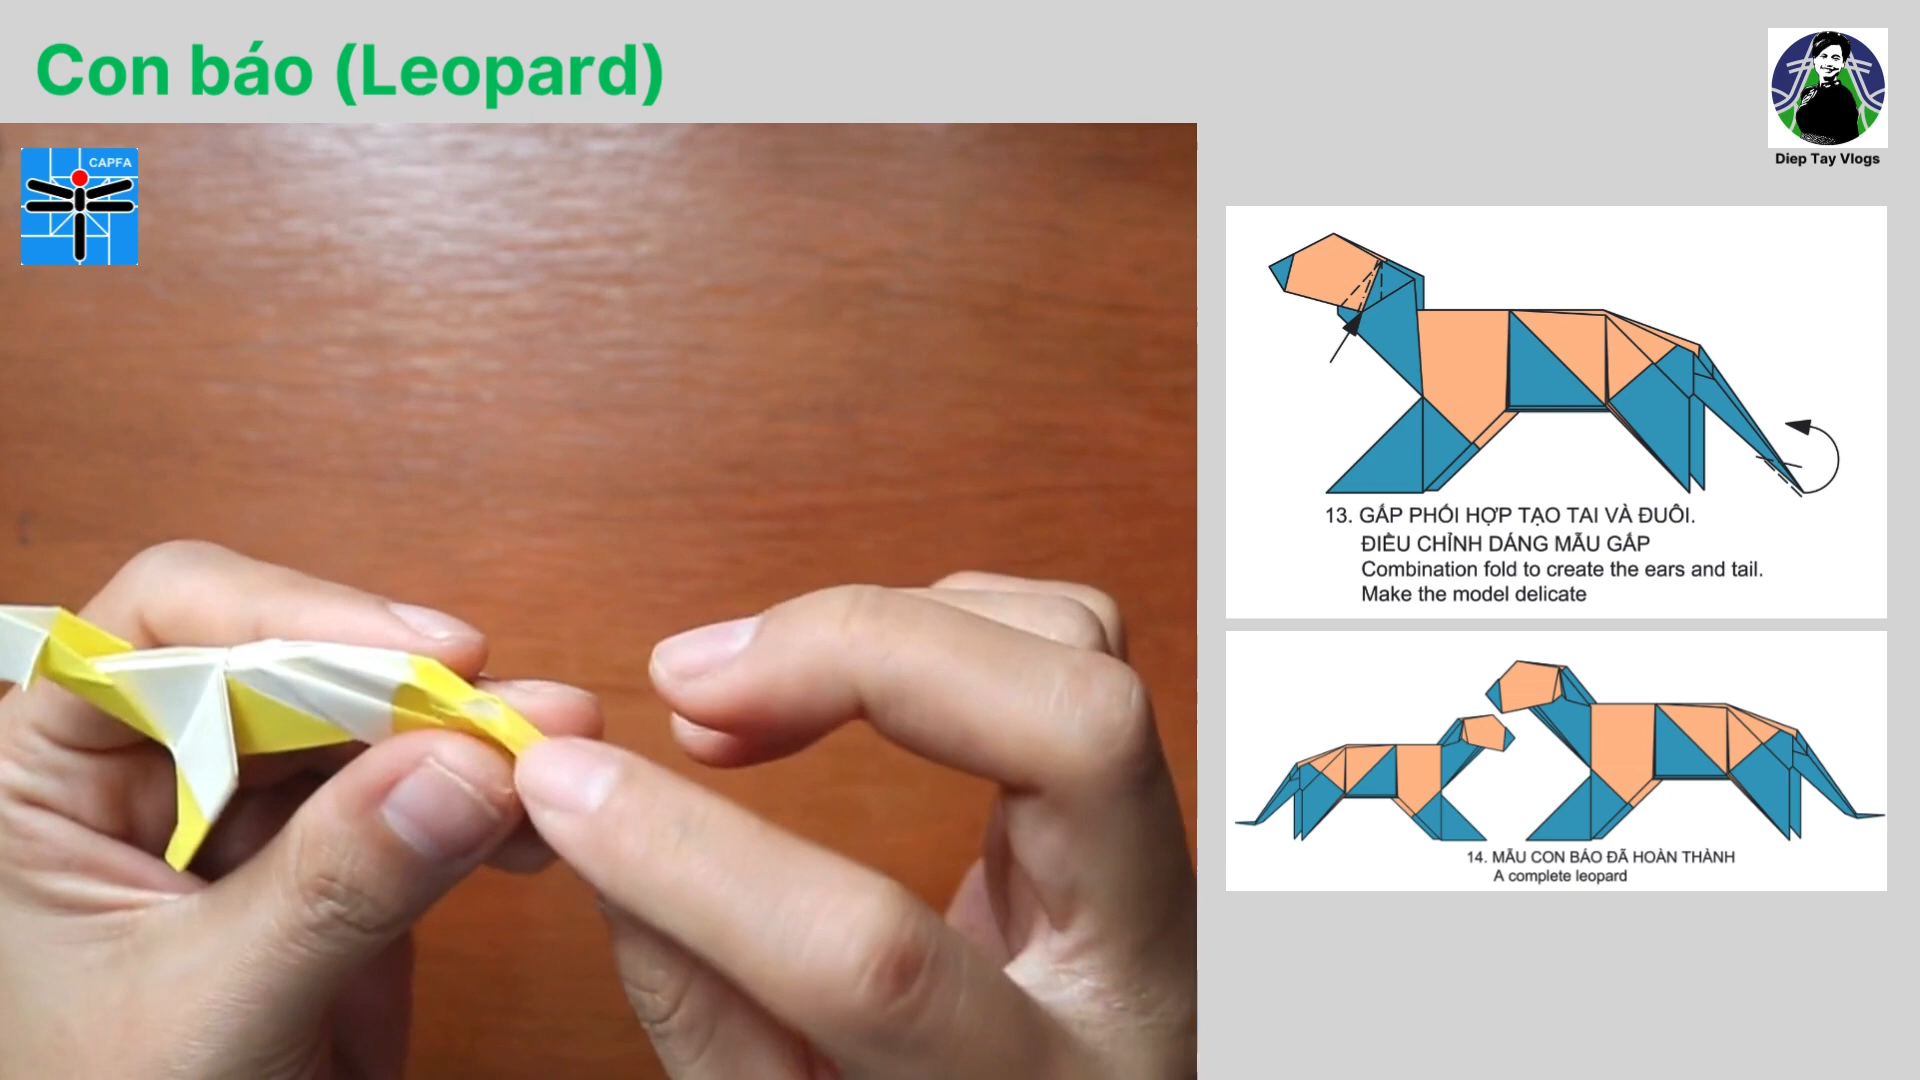 Con báo (Leopard)
CAPFA
Diep Tay Vlogs
13. GẤP PHỐI HỢP TẠO TAI VÀ ĐUÔI.
ĐIỀU CHỈNH DÁNG MẪU GẤP
Combination fold to create the ears and tail.
Make the model delicate
14. MẪU CON BÁO ĐÃ HOÀN THÀNH
A complete leopard